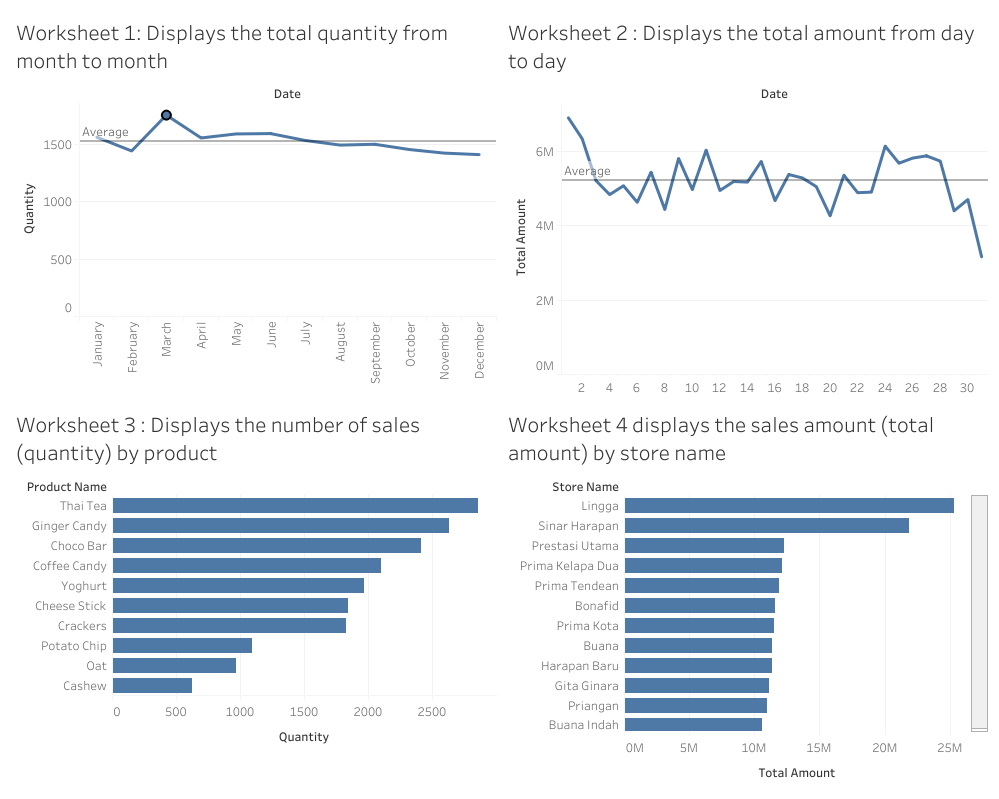 Worksheet 1: Displays the total quantity from
month to month
Date
Average
1500
1000
500
0
Quantity
January
February
March
April
May
June
July
August
September
October
November
December
Worksheet 2 : Displays the total amount from day
to day
Date
6M
Average
4M
2M
0M
Total Amount
2 4 6 8 10 12 14 16 18 20 22 24 26 28 30
Worksheet 3 : Displays the number of sales
(quantity) by product
Product Name
Thai Tea
Ginger Candy
Choco Bar
Coffee Candy
Yoghurt
Cheese Stick
Crackers
Potato Chip
Oat
Cashew
0 500 1000 1500 2000 2500
Quantity
Worksheet 4 displays the sales amount (total
amount) by store name
Store Name
Lingga
Sinar Harapan
Prestasi Utama
Prima Kelapa Dua
Prima Tendean
Bonafid
Prima Kota
Buana
Harapan Baru
Gita Ginara
Priangan
Buana Indah
0M 5M 10M 15M 20M 25M
Total Amount